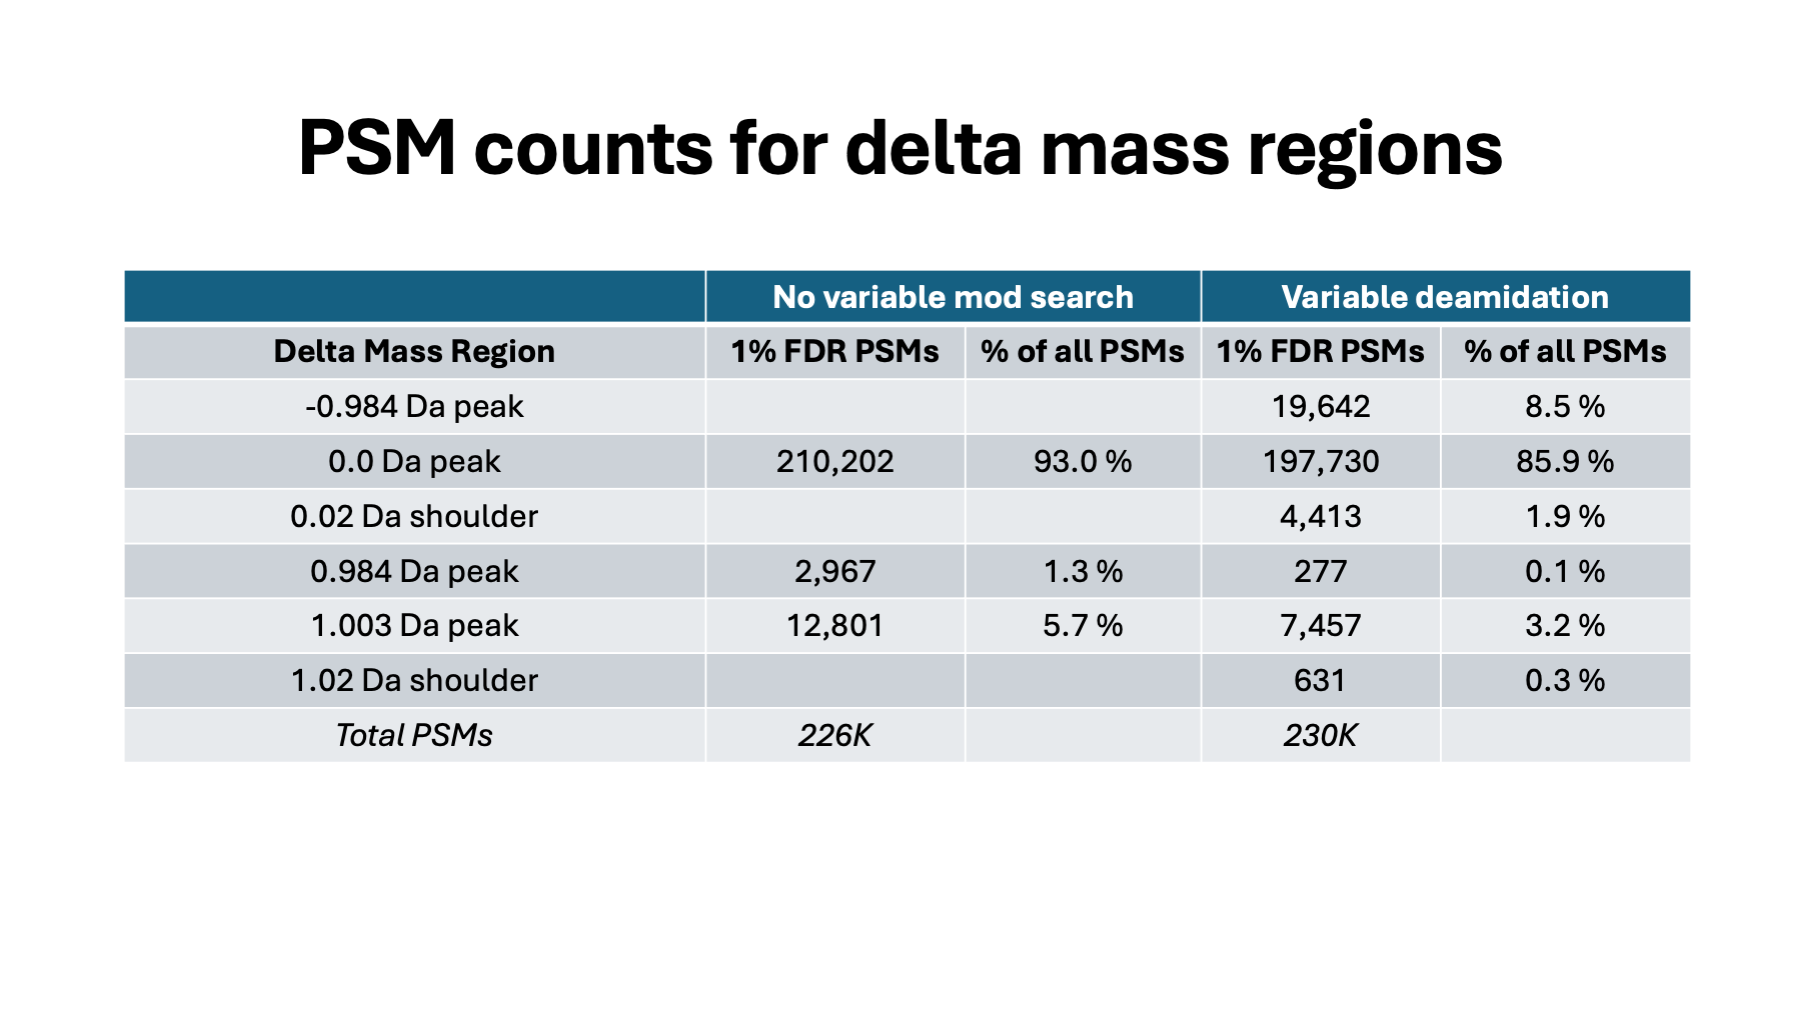 PSM counts for delta mass regions
No variable mod search Variable deamidation
Delta Mass Region 1% FDR PSMs % of all PSMs 1% FDR PSMs % of all PSMs
-0.984 Da peak 19,642 8.5 %
0.0 Da peak 210,202 93.0 % 197,730 85.9 %
0.02 Da shoulder 4,413 1.9 %
0.984 Da peak 2,967 1.3 % 277 0.1 %
1.003 Da peak 12,801 5.7 % 7,457 3.2 %
1.02 Da shoulder 631 0.3 %
Total PSMs 226K 230K